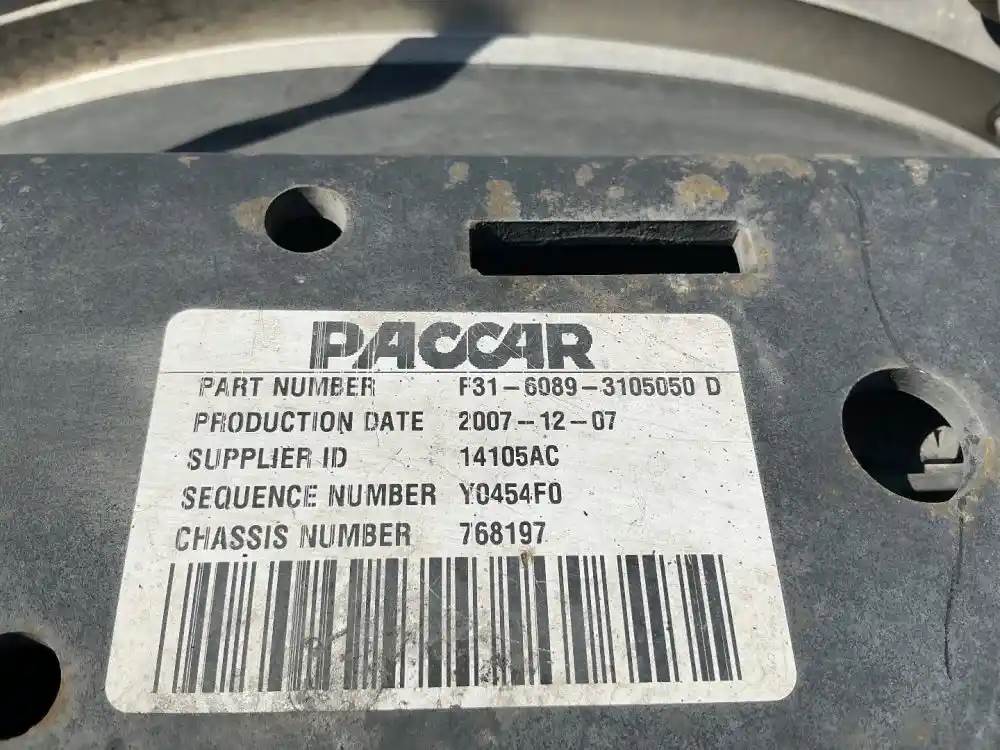 PACCAR
PART NUMBER F31-6089-3105050 D
PRODUCTION DATE 2007-12-07
SUPPLIER ID 14105AC
SEQUENCE NUMBER Y0454F0
CHASSIS NUMBER 768197